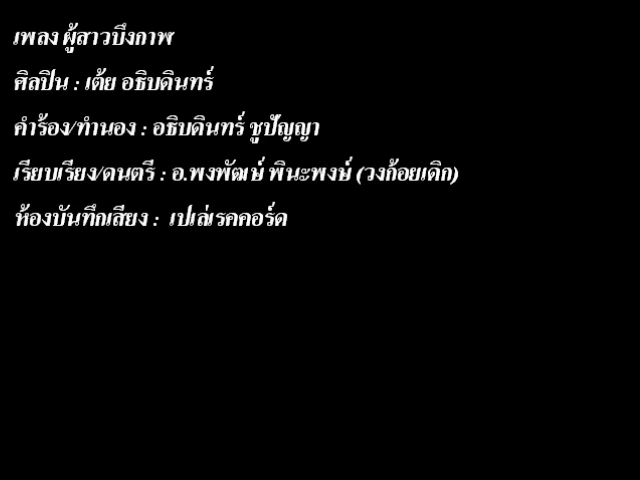 เพลง ผู้สาวบึงกาฬ
ศิลปิน : เต้ย อธิบดินทร์
คำร้อง/ทำนอง : อธิบดินทร์ ชูปัญญา
เรียบเรียง/ดนตรี : อ.พงพัฒษ์ พินะพงษ์ (วงก้อยเดิก)
ห้องบันทึกเสียง : เปเล่เรคคอร์ด